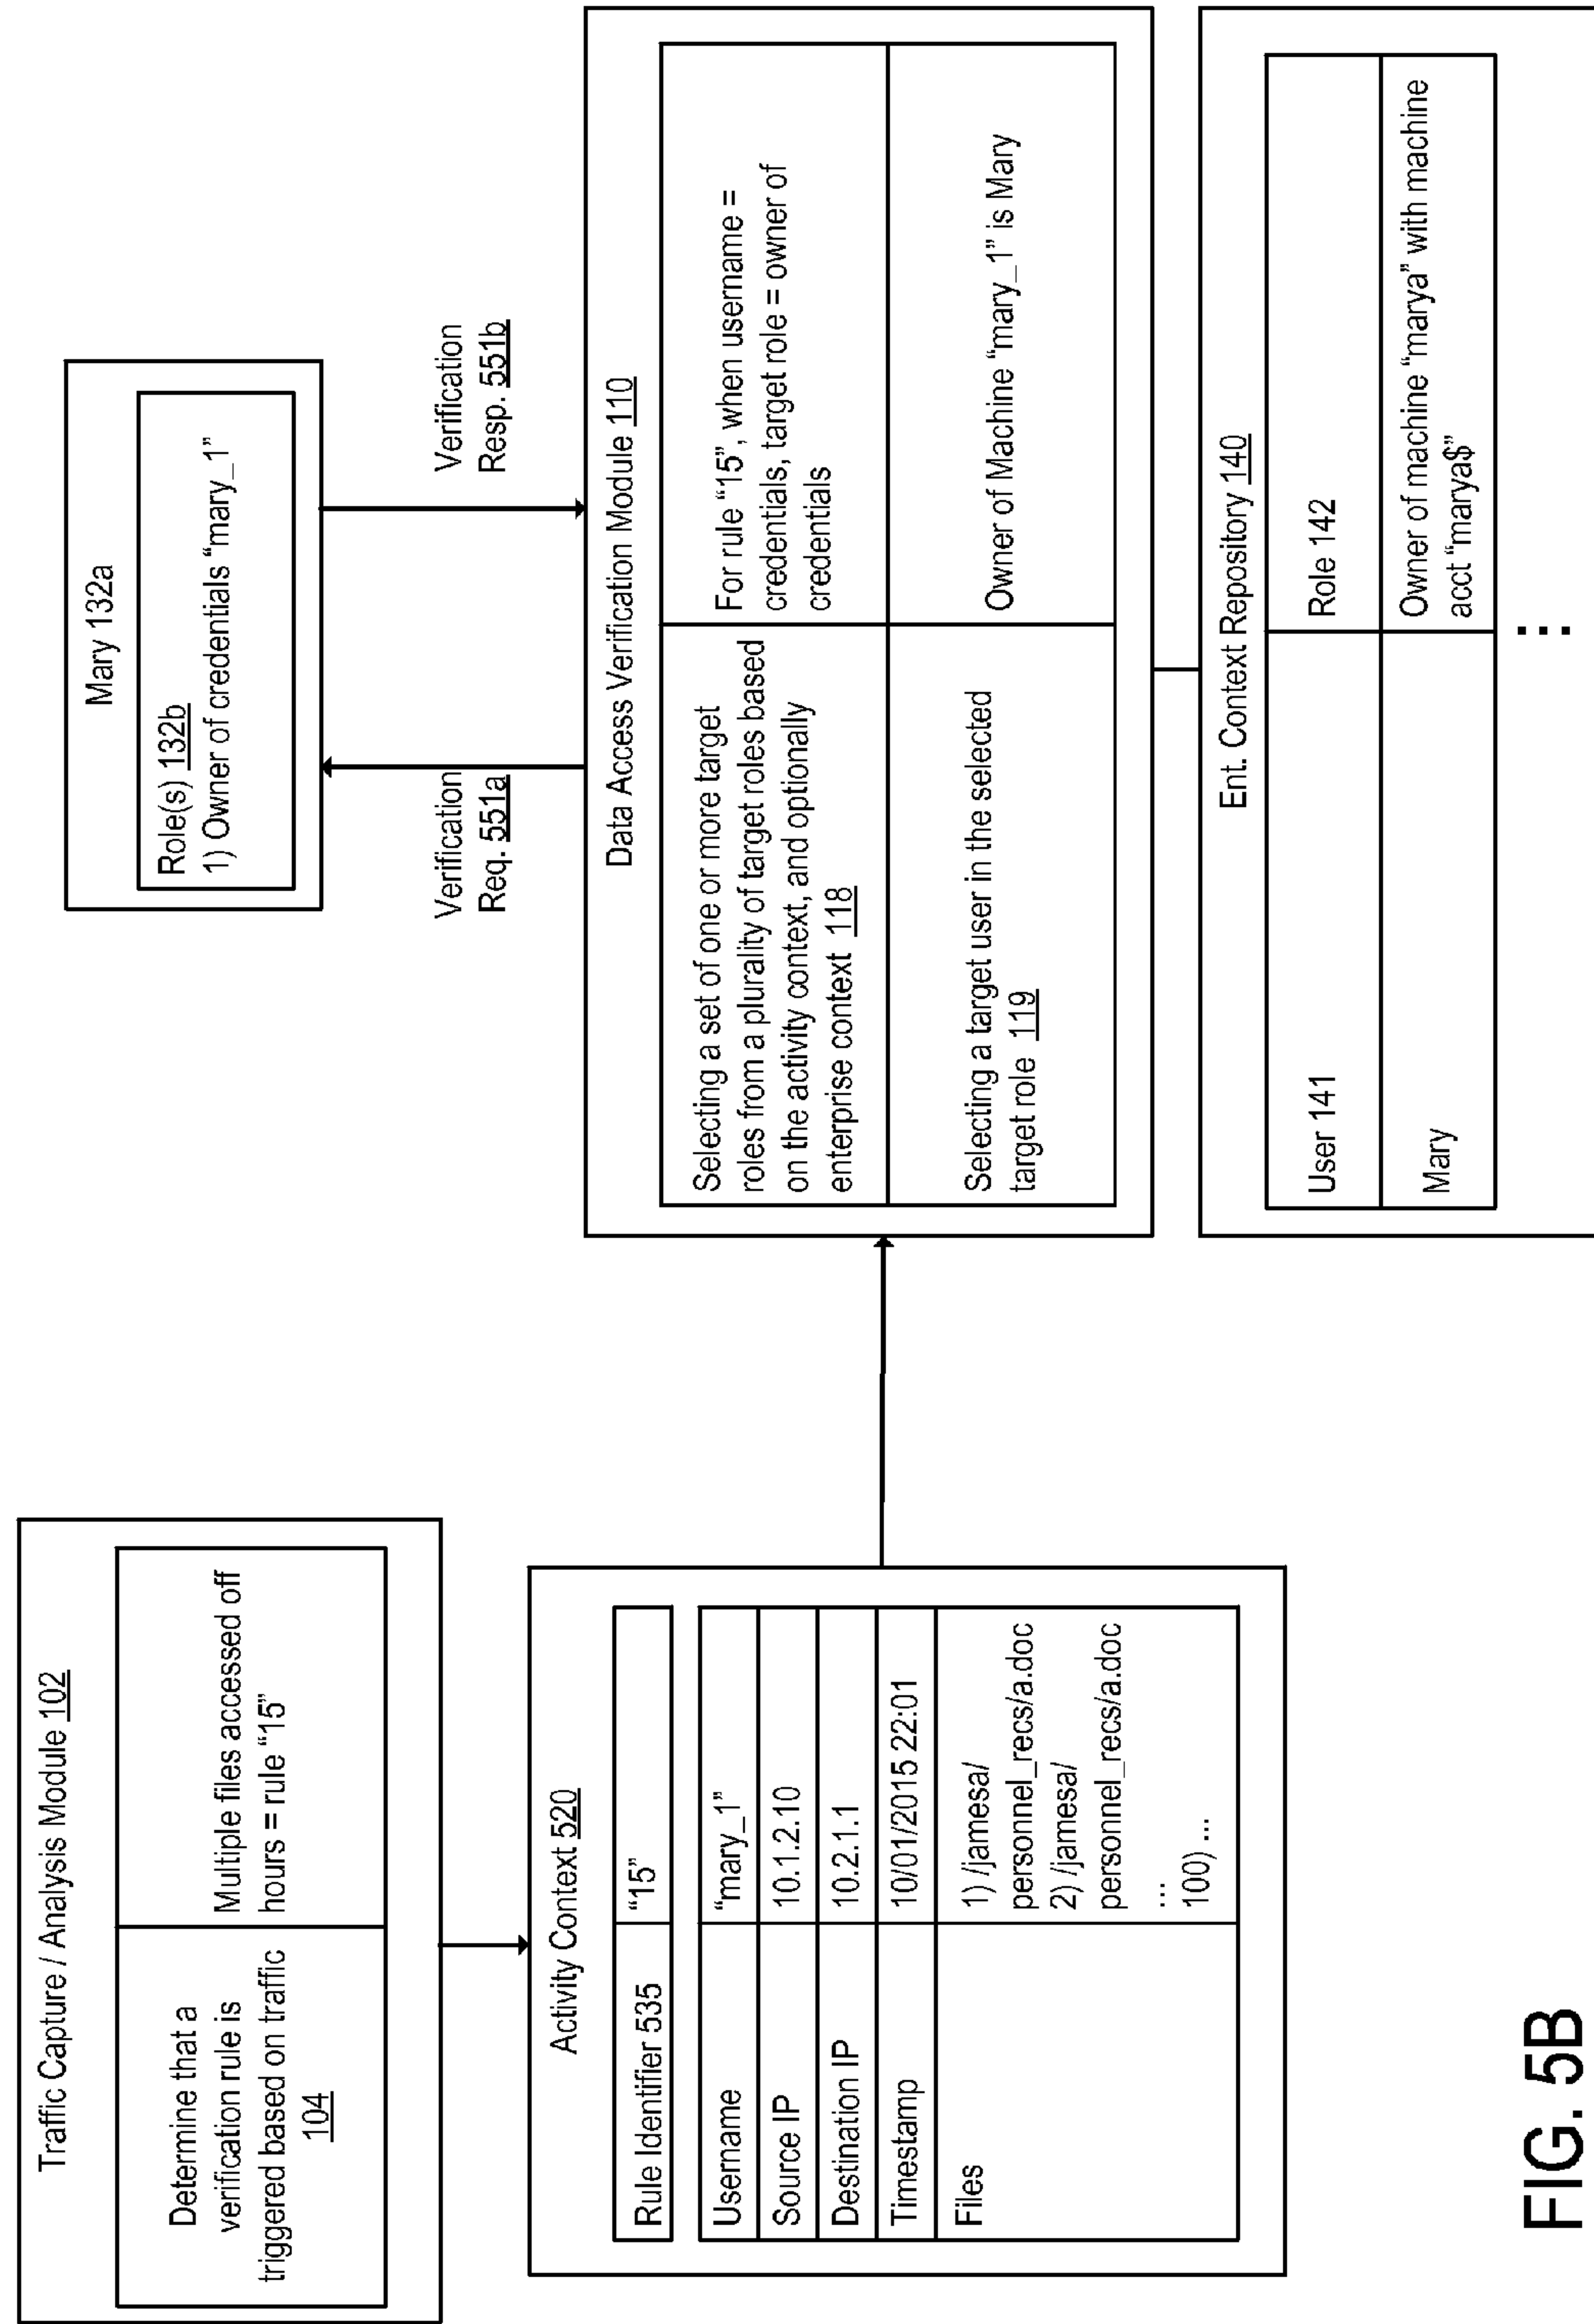 Traffic Capture / Analysis Module 102
Determine that a
verification rule is
triggered based on traffic
104
Multiple files accessed off
hours = rule “15”
Activity Context 520
Rule Identifier 535
“15”
Username
“mary_1”
Source IP
10.1.2.10
Destination IP
10.2.1.1
Timestamp
10/01/2015 22:01
Files
1) /jamesa/
personnel_recs/a.doc
2) /jamesa/
personnel_recs/a.doc
...
100) ...
Mary 132a
Role(s) 132b
1) Owner of credentials “mary_1”
Verification
Req. 551a
Verification
Resp. 551b
Data Access Verification Module 110
Selecting a set of one or more target
roles from a plurality of target roles based
on the activity context, and optionally
enterprise context 118
For rule “15”, when username =
credentials, target role = owner of
credentials
Selecting a target user in the selected
target role 119
Owner of Machine “mary_1” is Mary
Ent. Context Repository 140
User 141
Role 142
Mary
Owner of machine “marya” with machine
acct “marya$”
...
FIG. 5B